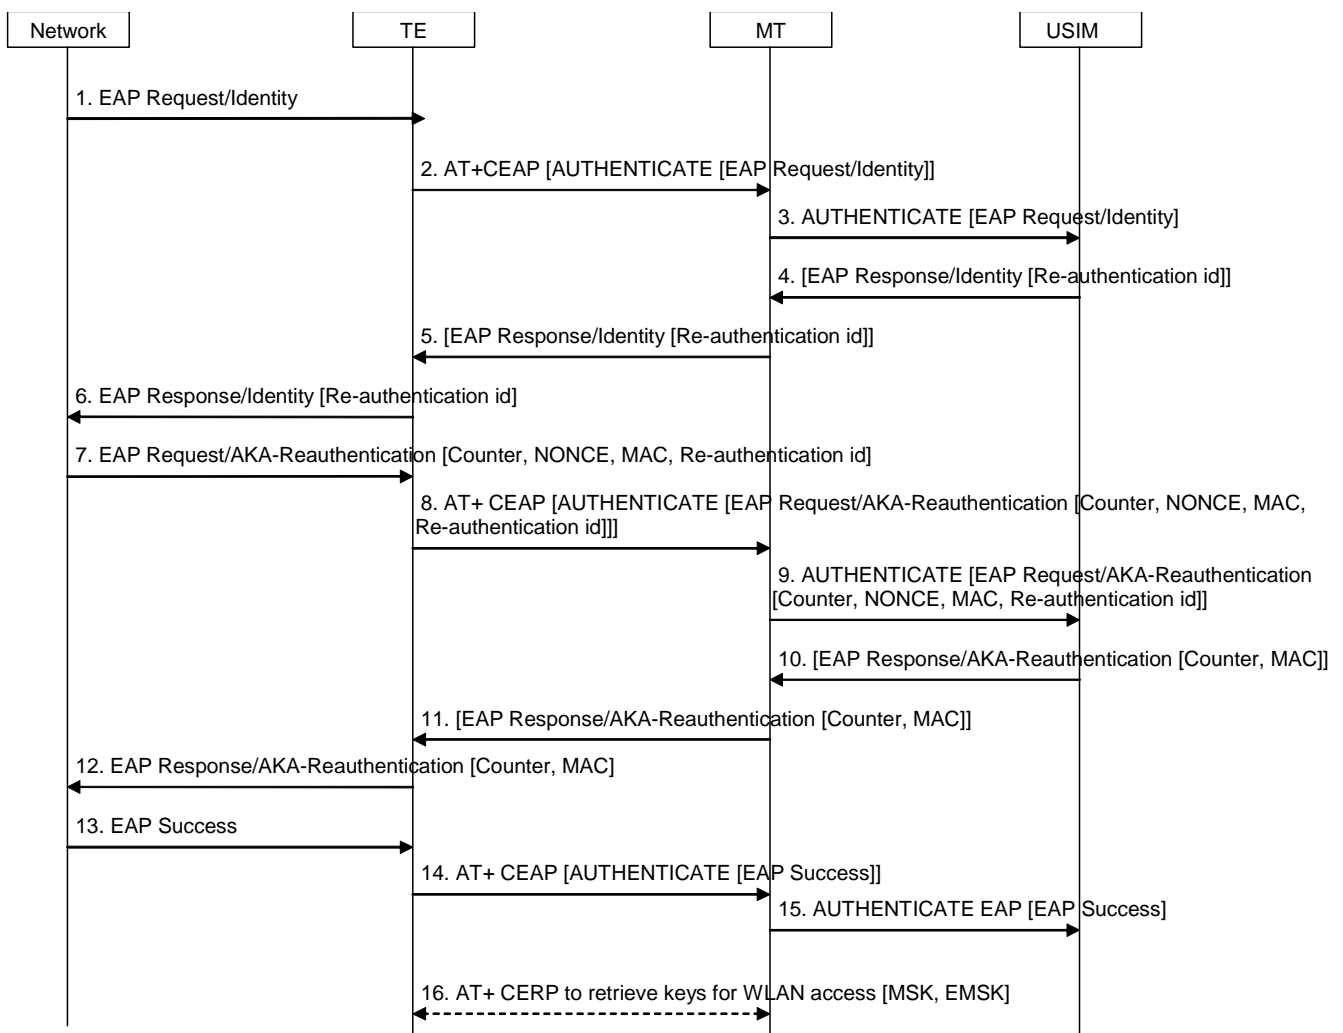 Network
TE
MT
USIM
1. EAP Request/Identity
2. AT+CEAP [AUTHENTICATE [EAP Request/Identity]]
3. AUTHENTICATE [EAP Request/Identity]
4. [EAP Response/Identity [Re-authentication id]]
5. [EAP Response/Identity [Re-authentication id]]
6. EAP Response/Identity [Re-authentication id]
7. EAP Request/AKA-Reauthentication [Counter, NONCE, MAC, Re-authentication id]
8. AT+ CEAP [AUTHENTICATE [EAP Request/AKA-Reauthentication [Counter, NONCE, MAC,
Re-authentication id]]]
9. AUTHENTICATE [EAP Request/AKA-Reauthentication
[Counter, NONCE, MAC, Re-authentication id]]
10. [EAP Response/AKA-Reauthentication [Counter, MAC]]
11. [EAP Response/AKA-Reauthentication [Counter, MAC]]
12. EAP Response/AKA-Reauthentication [Counter, MAC]
13. EAP Success
14. AT+ CEAP [AUTHENTICATE [EAP Success]]
15. AUTHENTICATE EAP [EAP Success]
16. AT+ CERP to retrieve keys for WLAN access [MSK, EMSK]